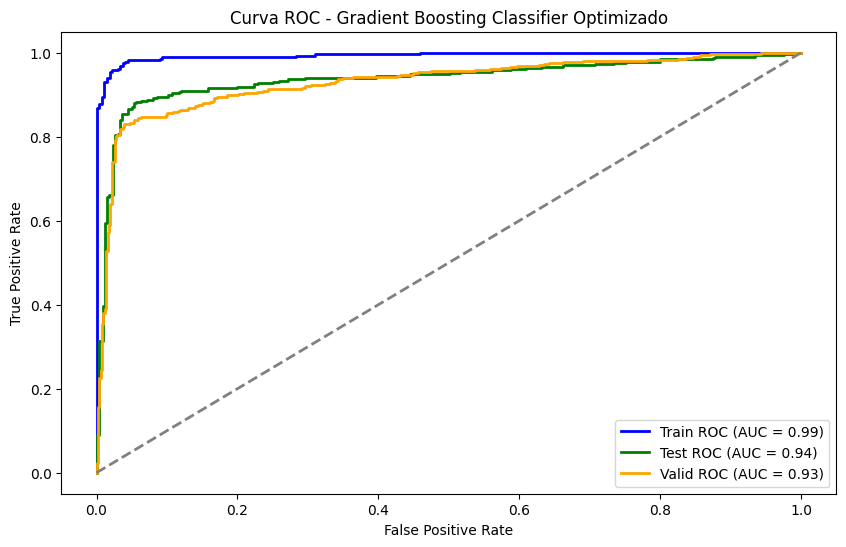 Curva ROC - Gradient Boosting Classifier Optimizado
1.0
0.8
0.6
0.4
0.2
0.0
True Positive Rate
Train ROC (AUC = 0.99)
Test ROC (AUC = 0.94)
Valid ROC (AUC = 0.93)
0.0 0.2 0.4 0.6 0.8 1.0
False Positive Rate